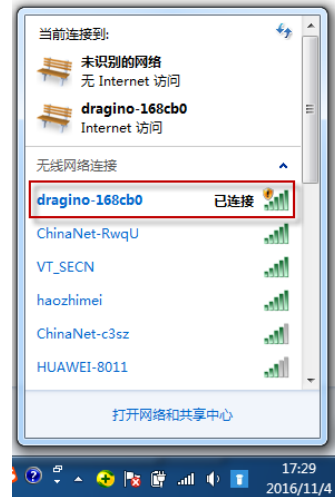 当前连接到:
未识别的网络
无 Internet 访问
dragino-168cb0
Internet 访问
无线网络连接
dragino-168cb0 已连接
ChinaNet-RwqU
VT_SECN
haozhimei
ChinaNet-c3sz
HUAWEI-8011
打开网络和共享中心
17:29
2016/11/4